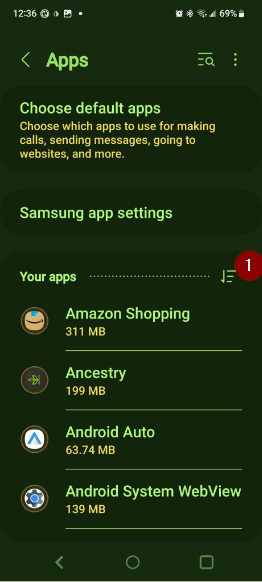 12:36 69%
Apps
Choose default apps
Choose which apps to use for making
calls, sending messages, going to
websites, and more.
Samsung app settings
Your apps
1
Amazon Shopping
311 MB
Ancestry
199 MB
Android Auto
63.74 MB
Android System WebView
139 MB